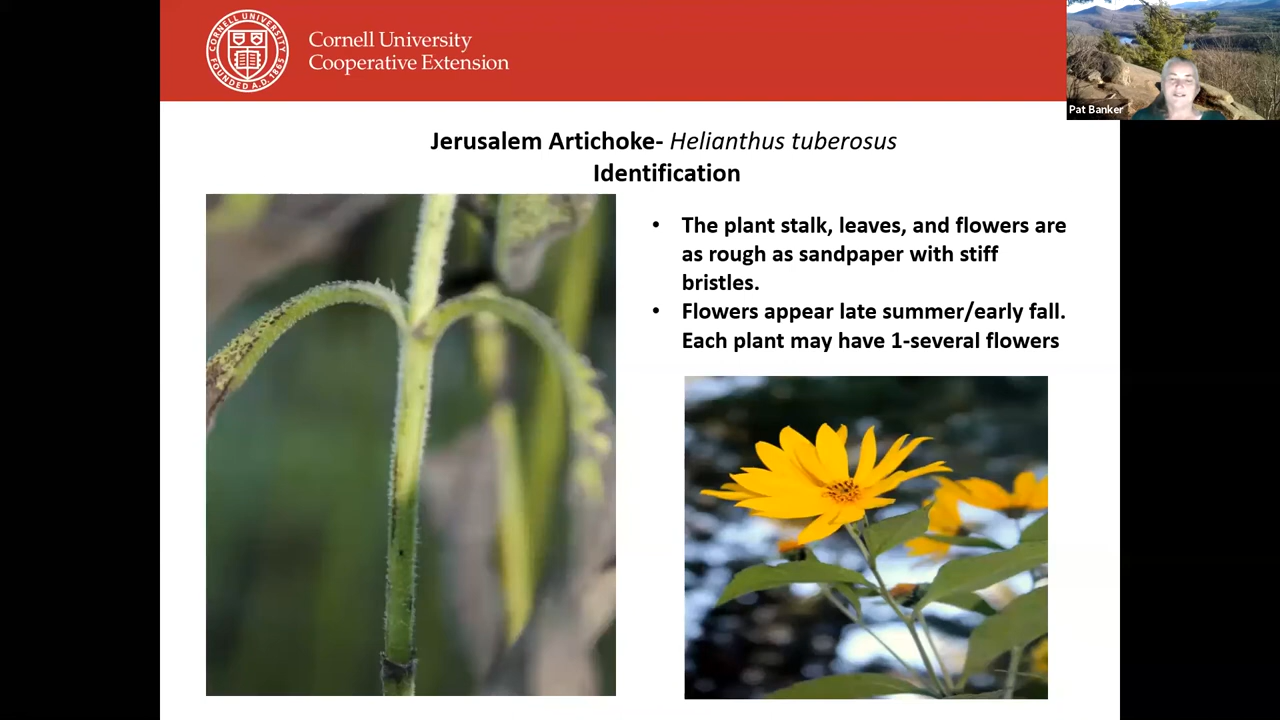 CORNELL UNIVERSITY
FOUNDED A.D. 1865
Cornell University
Cooperative Extension
Pat Banker
Jerusalem Artichoke- Helianthus tuberosus
Identification
• The plant stalk, leaves, and flowers are
as rough as sandpaper with stiff
bristles.
• Flowers appear late summer/early fall.
Each plant may have 1-several flowers